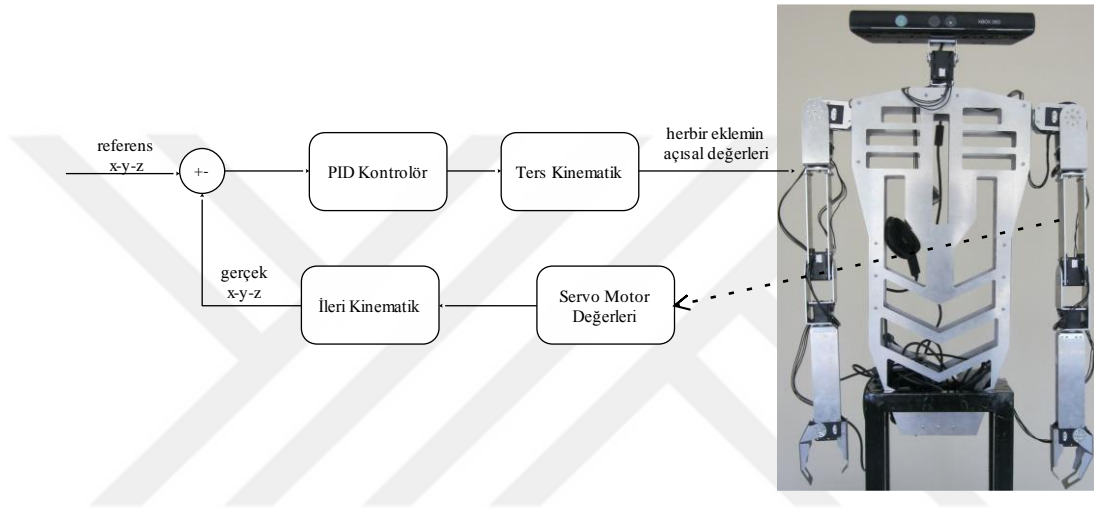 XBOX 360
referens
x-y-z
+-
PID Kontrolör
Ters Kinematik
herbir eklemin
açısal değerleri
gerçek
x-y-z
İleri Kinematik
Servo Motor
Değerleri